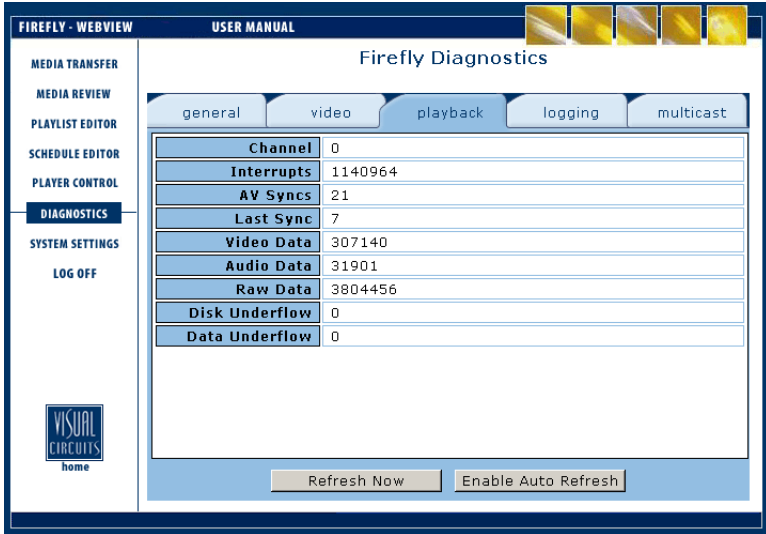 FIREFLY - WEBVIEW USER MANUAL
Firefly Diagnostics
MEDIA TRANSFER
MEDIA REVIEW
PLAYLIST EDITOR
SCHEDULE EDITOR
PLAYER CONTROL
DIAGNOSTICS
SYSTEM SETTINGS
LOG OFF
VISUAL
CIRCUITS
home
general video playback logging multicast
Channel 0
Interrupts 1140964
AV Syncs 21
Last Sync 7
Video Data 307140
Audio Data 31901
Raw Data 3804456
Disk Underflow 0
Data Underflow 0
Refresh Now Enable Auto Refresh